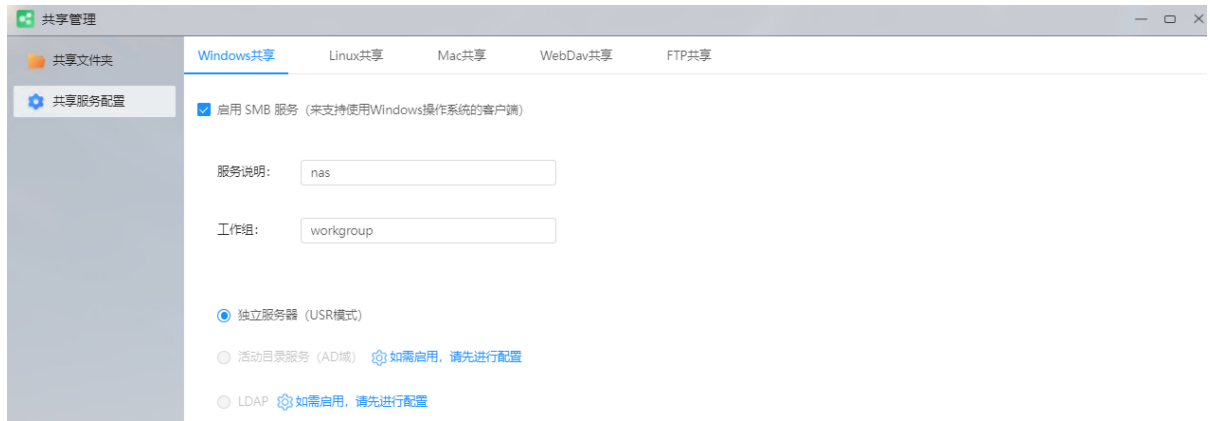 共享管理
共享文件夹
共享服务配置
Windows共享 Linux共享 Mac共享 WebDav共享 FTP共享
启用 SMB 服务（来支持使用Windows操作系统的客户端）
服务说明： nas
工作组： workgroup
独立服务器（USR模式）
活动目录服务（AD域） 如需启用，请先进行配置
LDAP 如需启用，请先进行配置